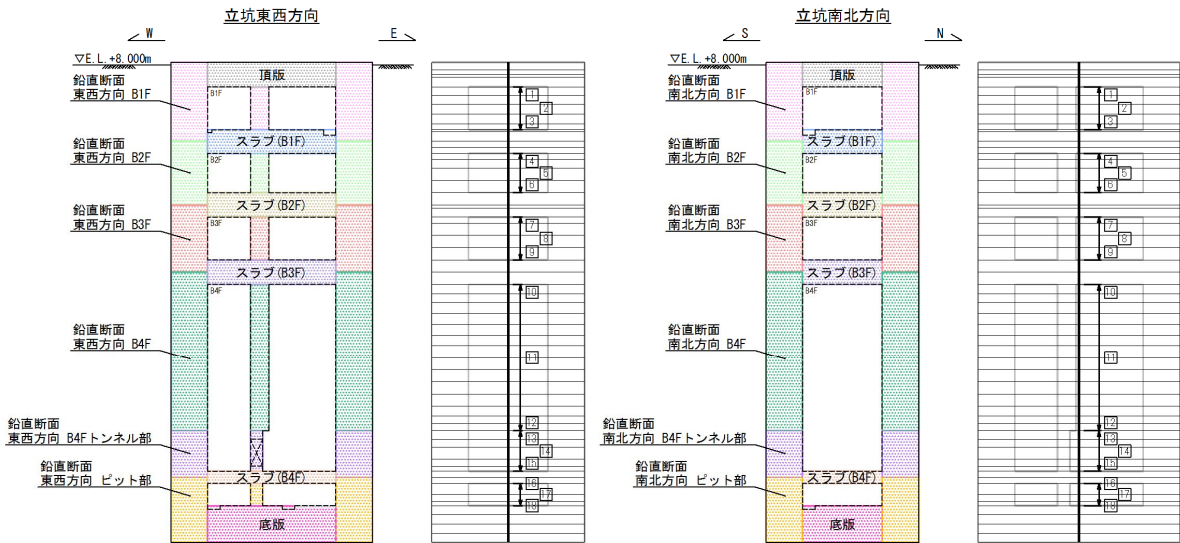 立坑東西方向
W
E
▽E.L.+8.000m
鉛直断面
東西方向 B1F
頂版
B1F
スラブ(B1F)
鉛直断面
東西方向 B2F
B2F
スラブ(B2F)
鉛直断面
東西方向 B3F
B3F
スラブ(B3F)
B4F
鉛直断面
東西方向 B4F
鉛直断面
東西方向 B4Fトンネル部
スラブ(B4F)
鉛直断面
東西方向 ピット部
底版
1
2
3
4
5
6
7
8
9
10
11
12
13
14
15
16
17
18
立坑南北方向
S
N
▽E.L.+8.000m
鉛直断面
南北方向 B1F
頂版
B1F
スラブ(B1F)
鉛直断面
南北方向 B2F
B2F
スラブ(B2F)
鉛直断面
南北方向 B3F
B3F
スラブ(B3F)
B4F
鉛直断面
南北方向 B4F
鉛直断面
南北方向 B4Fトンネル部
スラブ(B4F)
鉛直断面
南北方向 ピット部
底版
1
2
3
4
5
6
7
8
9
10
11
12
13
14
15
16
17
18